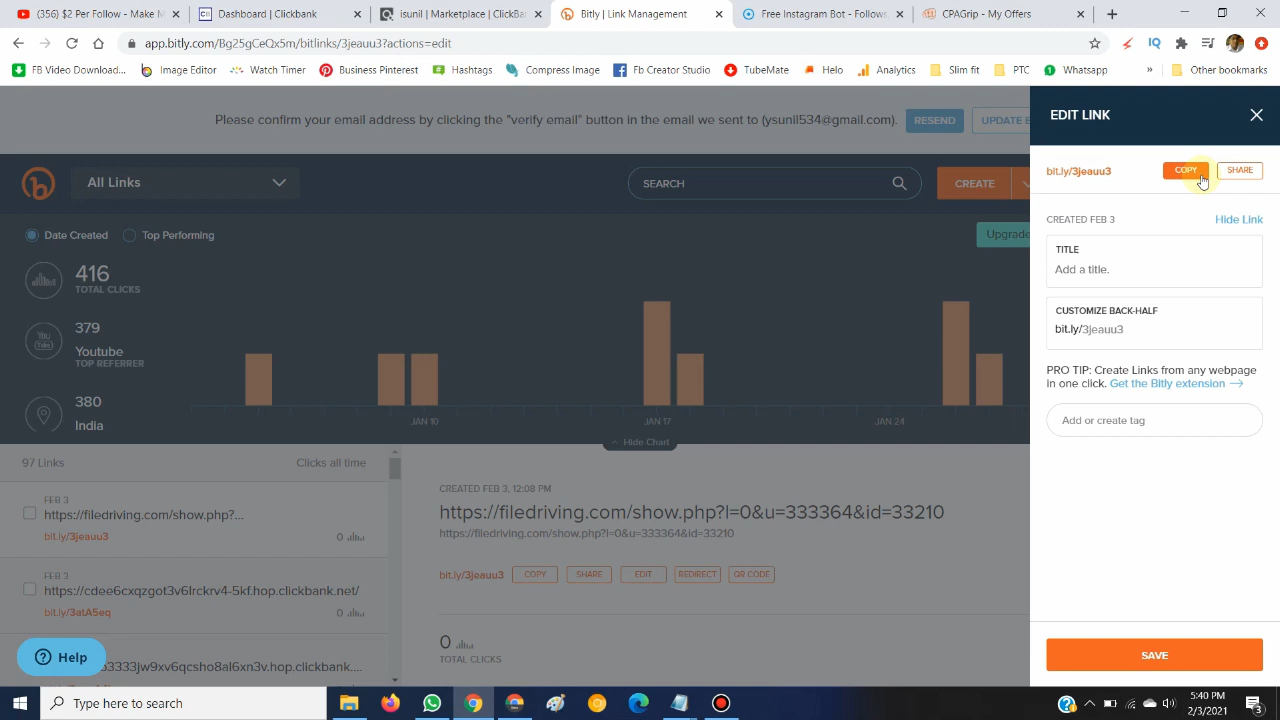 (356) $2 Per Follow - Make M
Dashboard | ClickBank
isunil | Marketplace | ClickBa
Bitly | Link Management
Free Instagram Bot - Follows
CPAGrip - My Offers
app.bitly.com/Bg25gCeQx5m/bitlinks/3jeauu3?actions=edit
IQ
FB Video Download...
Image Editor
Watch Timer
Business Pinterest
Hashtags
Compress Image
Fb Creator Studio
TubeMate
Helo
Analytics
Slim fit
PTC
Whatsapp
»
Other bookmarks
Please confirm your email address by clicking the "verify email" button in the email we sent to (ysunil534@gmail.com).
RESEND
UPDATE E
EDIT LINK
All Links
SEARCH
CREATE
bit.ly/3jeauu3
COPY
SHARE
Date Created
Top Performing
Upgrade
CREATED FEB 3
Hide Link
416
TOTAL CLICKS
TITLE
Add a title.
379
Youtube
TOP REFERRER
You
Tube
CUSTOMIZE BACK-HALF
bit.ly/3jeauu3
380
India
PRO TIP: Create Links from any webpage
in one click. Get the Bitly extension
Add or create tag
JAN 10
JAN 17
JAN 24
Hide Chart
97 Links
Clicks all time
FEB 3
https://filedriving.com/show.php?...
bit.ly/3jeauu3
0
FEB 3
https://cdee6cxqzgot3v6lrckrv4-5kf.hop.clickbank.net/
bit.ly/3atA5eq
0
3333jw9xv6qcsho8al6xn3v.hop.clickbank....
CREATED FEB 3, 12:08 PM
https://filedriving.com/show.php?l=0&u=333364&id=33210
https://filedriving.com/show.php?l=0&u=333364&id=33210
bit.ly/3jeauu3
COPY
SHARE
EDIT
REDIRECT
QR CODE
0
TOTAL CLICKS
Help
SAVE
Type here to search
5:40 PM
2/3/2021
3